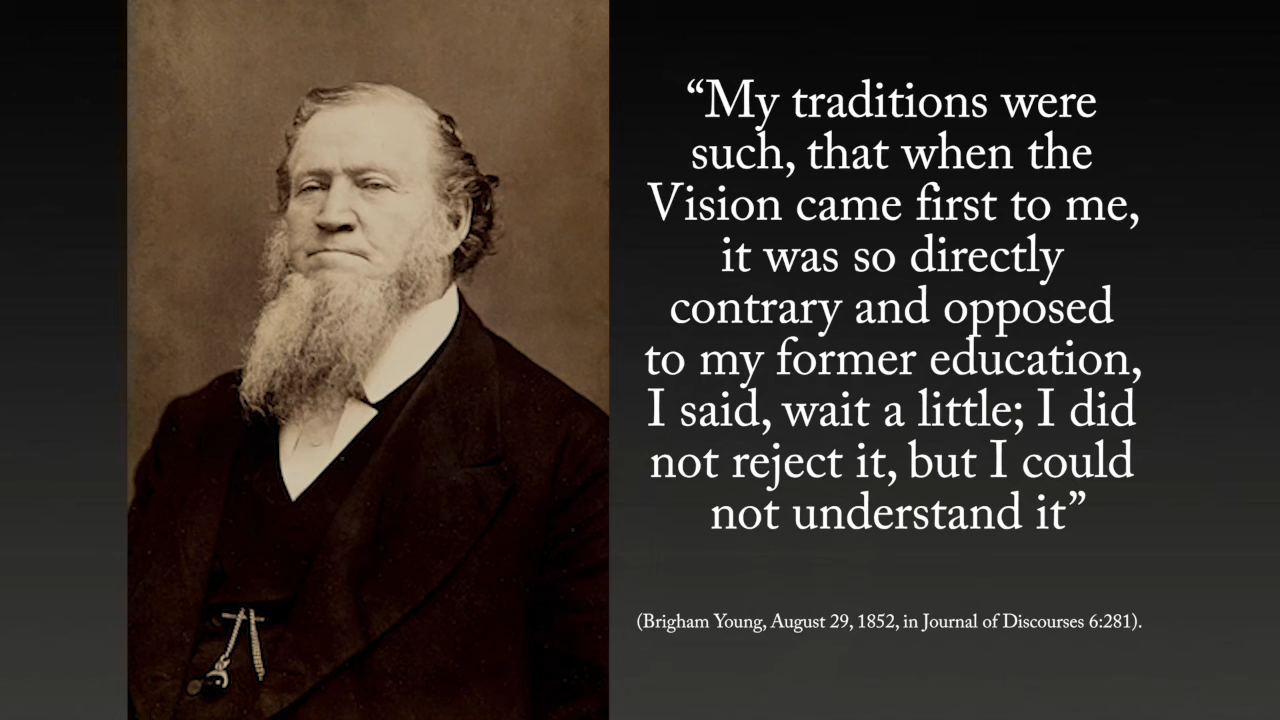 “My traditions were
such, that when the
Vision came first to me,
it was so directly
contrary and opposed
to my former education,
I said, wait a little; I did
not reject it, but I could
not understand it”
(Brigham Young, August 29, 1852, in Journal of Discourses 6:281).